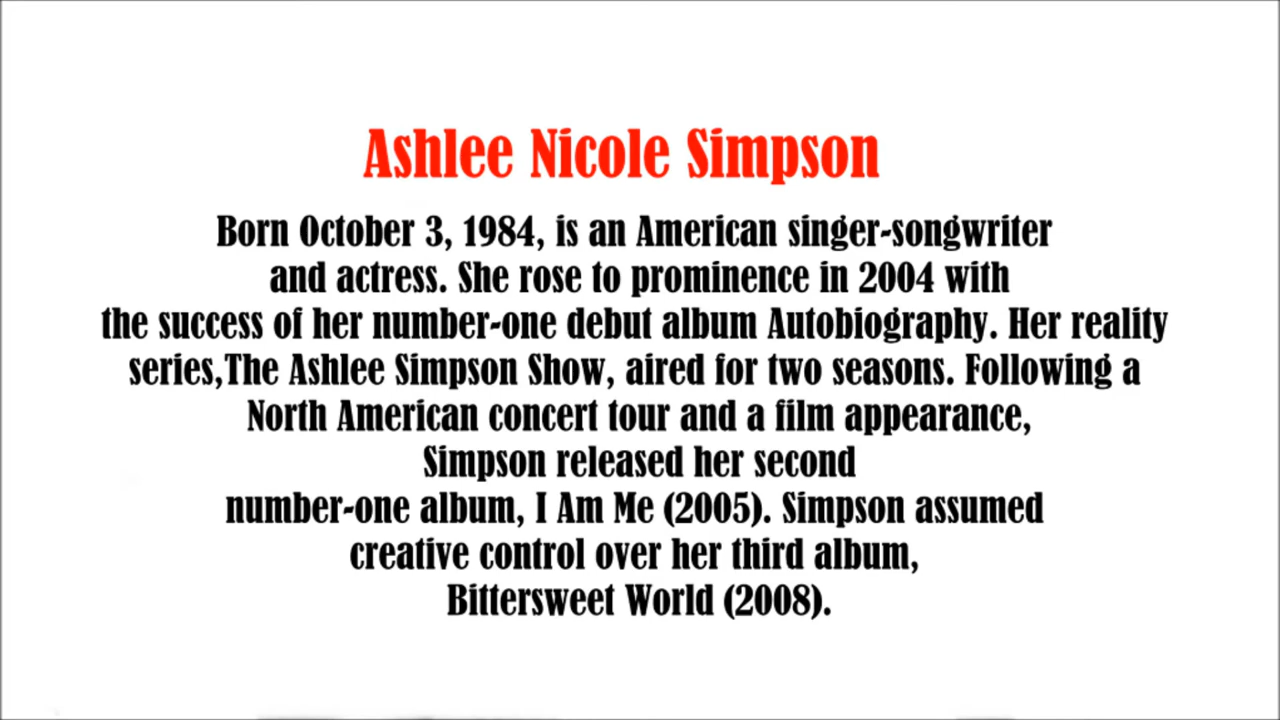 Ashlee Nicole Simpson
Born October 3, 1984, is an American singer-songwriter
and actress. She rose to prominence in 2004 with
the success of her number-one debut album Autobiography. Her reality
series,The Ashlee Simpson Show, aired for two seasons. Following a
North American concert tour and a film appearance,
Simpson released her second
number-one album, I Am Me (2005). Simpson assumed
creative control over her third album,
Bittersweet World (2008).